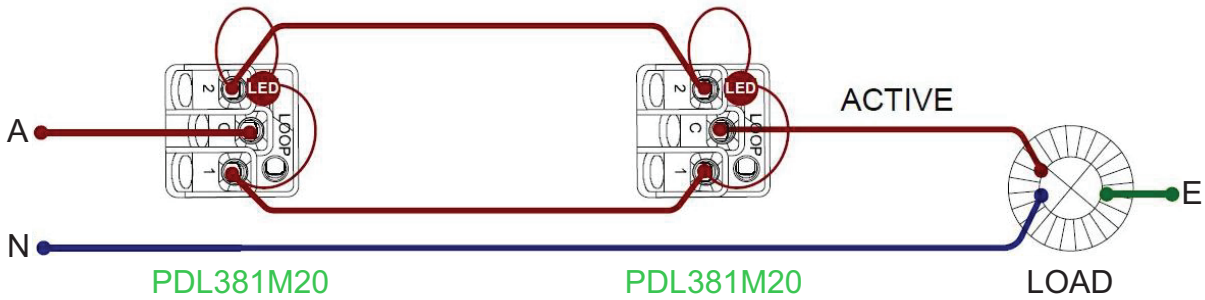 LED
LED
2
2
ACTIVE
A
C
LOOP
C
LOOP
1
1
E
N
PDL381M20
PDL381M20
LOAD